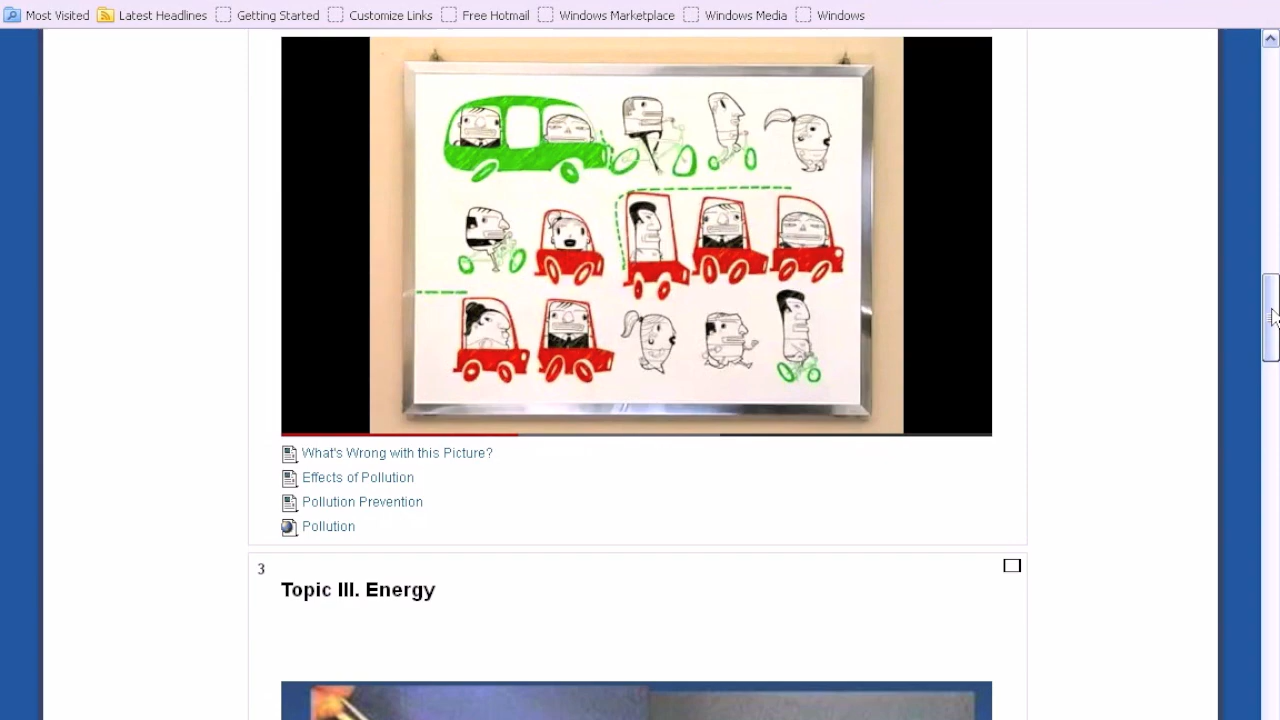 Most Visited Latest Headlines Getting Started Customize Links Free Hotmail Windows Marketplace Windows Media Windows
What's Wrong with this Picture?
Effects of Pollution
Pollution Prevention
Pollution
3
Topic III. Energy